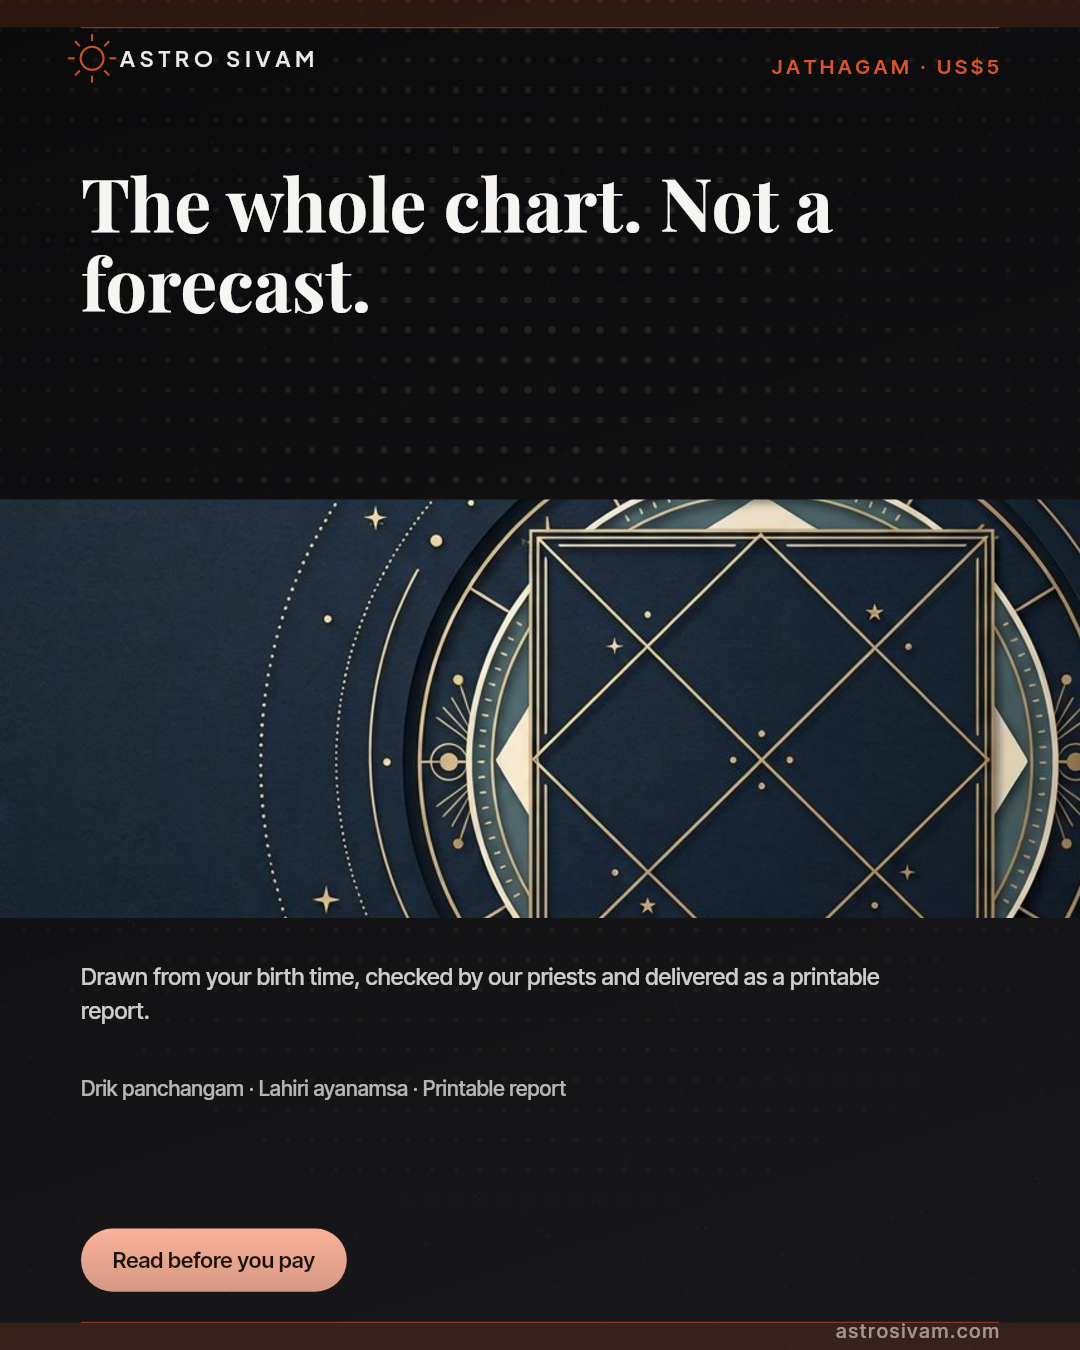 ASTRO SIVAM
JATHAGAM · US$5
The whole chart. Not a
forecast.
Drawn from your birth time, checked by our priests and delivered as a printable
report.
Drik panchangam · Lahiri ayanamsa · Printable report
Read before you pay
astrosivam.com